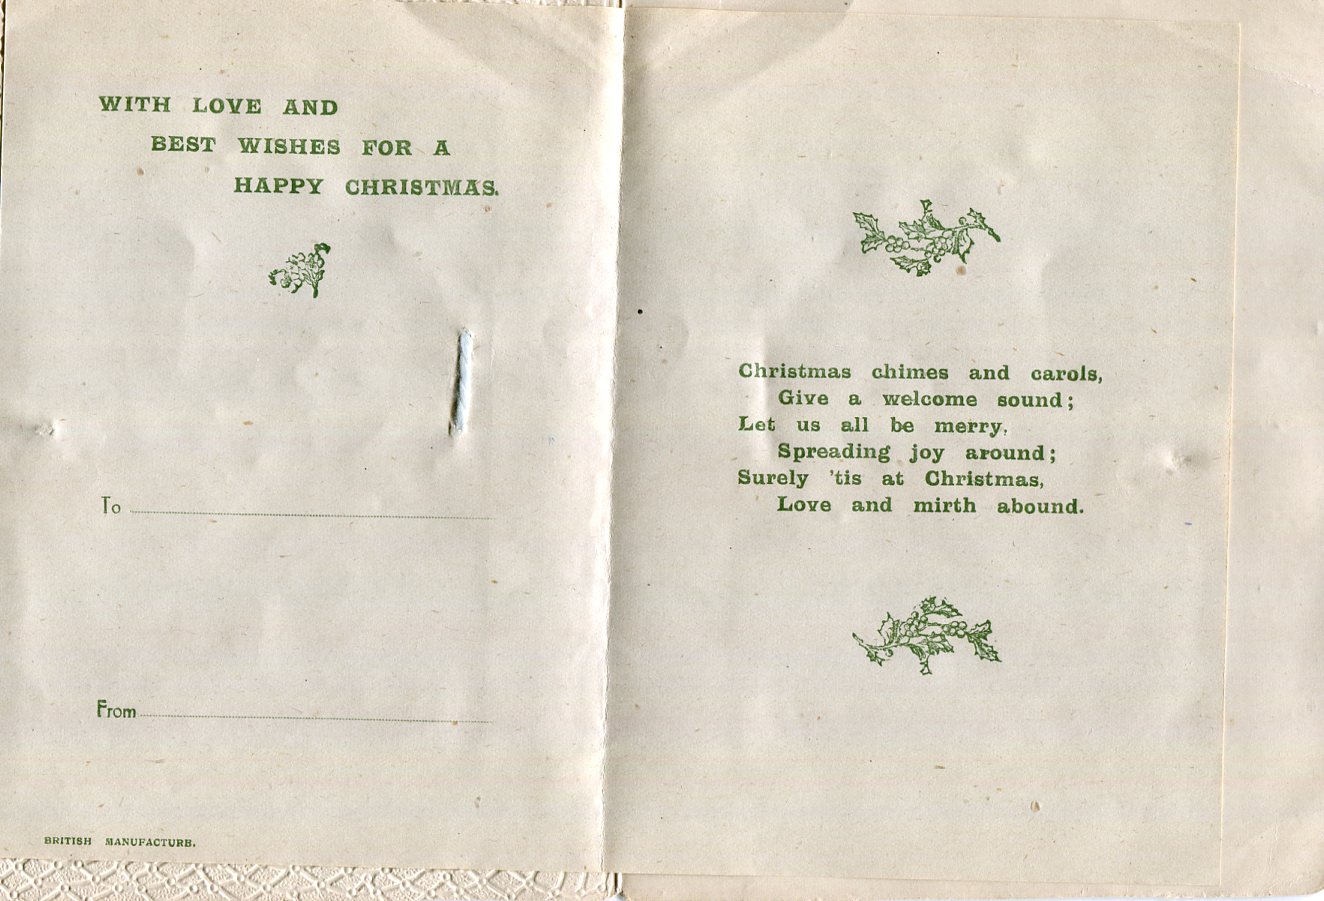 WITH LOVE AND
BEST WISHES FOR A
HAPPY CHRISTMAS.
To
From
BRITISH MANUFACTURE.
Christmas chimes and carols,
Give a welcome sound;
Let us all be merry,
Spreading joy around;
Surely 'tis at Christmas,
Love and mirth abound.